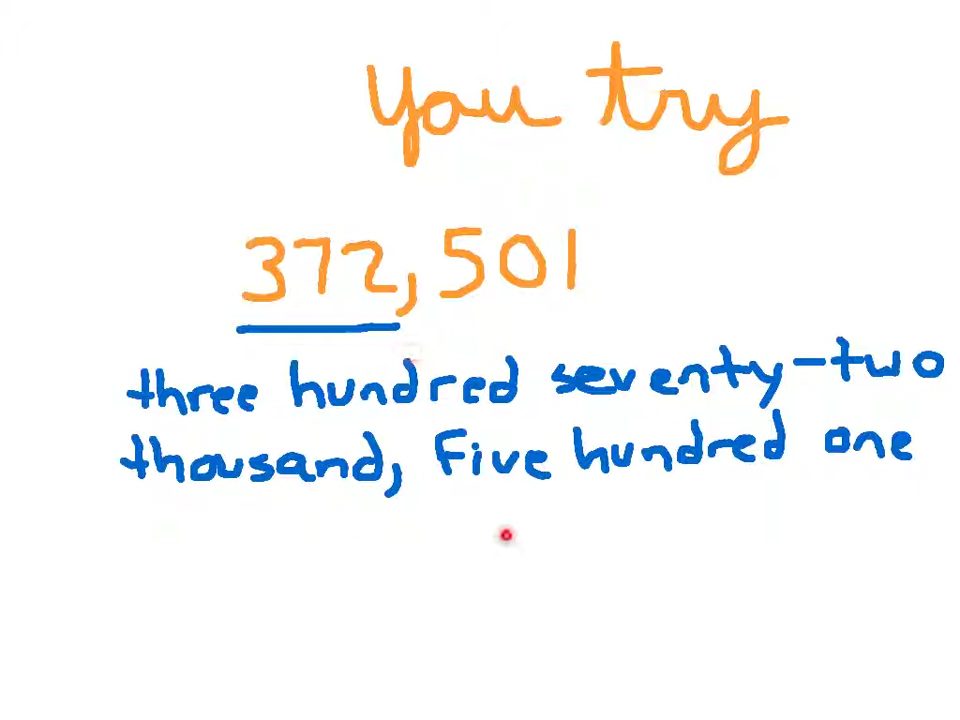 you try
372,501
three hundred seventy-two
thousand, Five hundred one